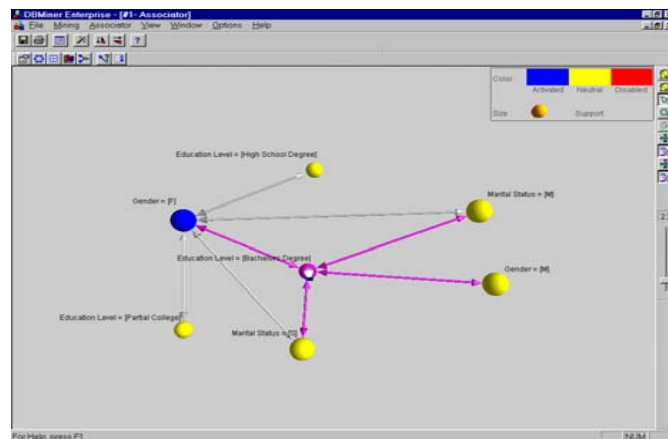 DBMiner Enterprise - [#1- Associator]
File Mining Associator View Window Options Help
Color
Activated Neutral Disabled
Size Support
Education Level = [High School Degree]
Marital Status = [M]
Gender = [F]
Education Level = [Bachelors Degree]
Gender = [M]
Education Level = [Partial College]
Marital Status = [S]
For Help, press F1
NUM